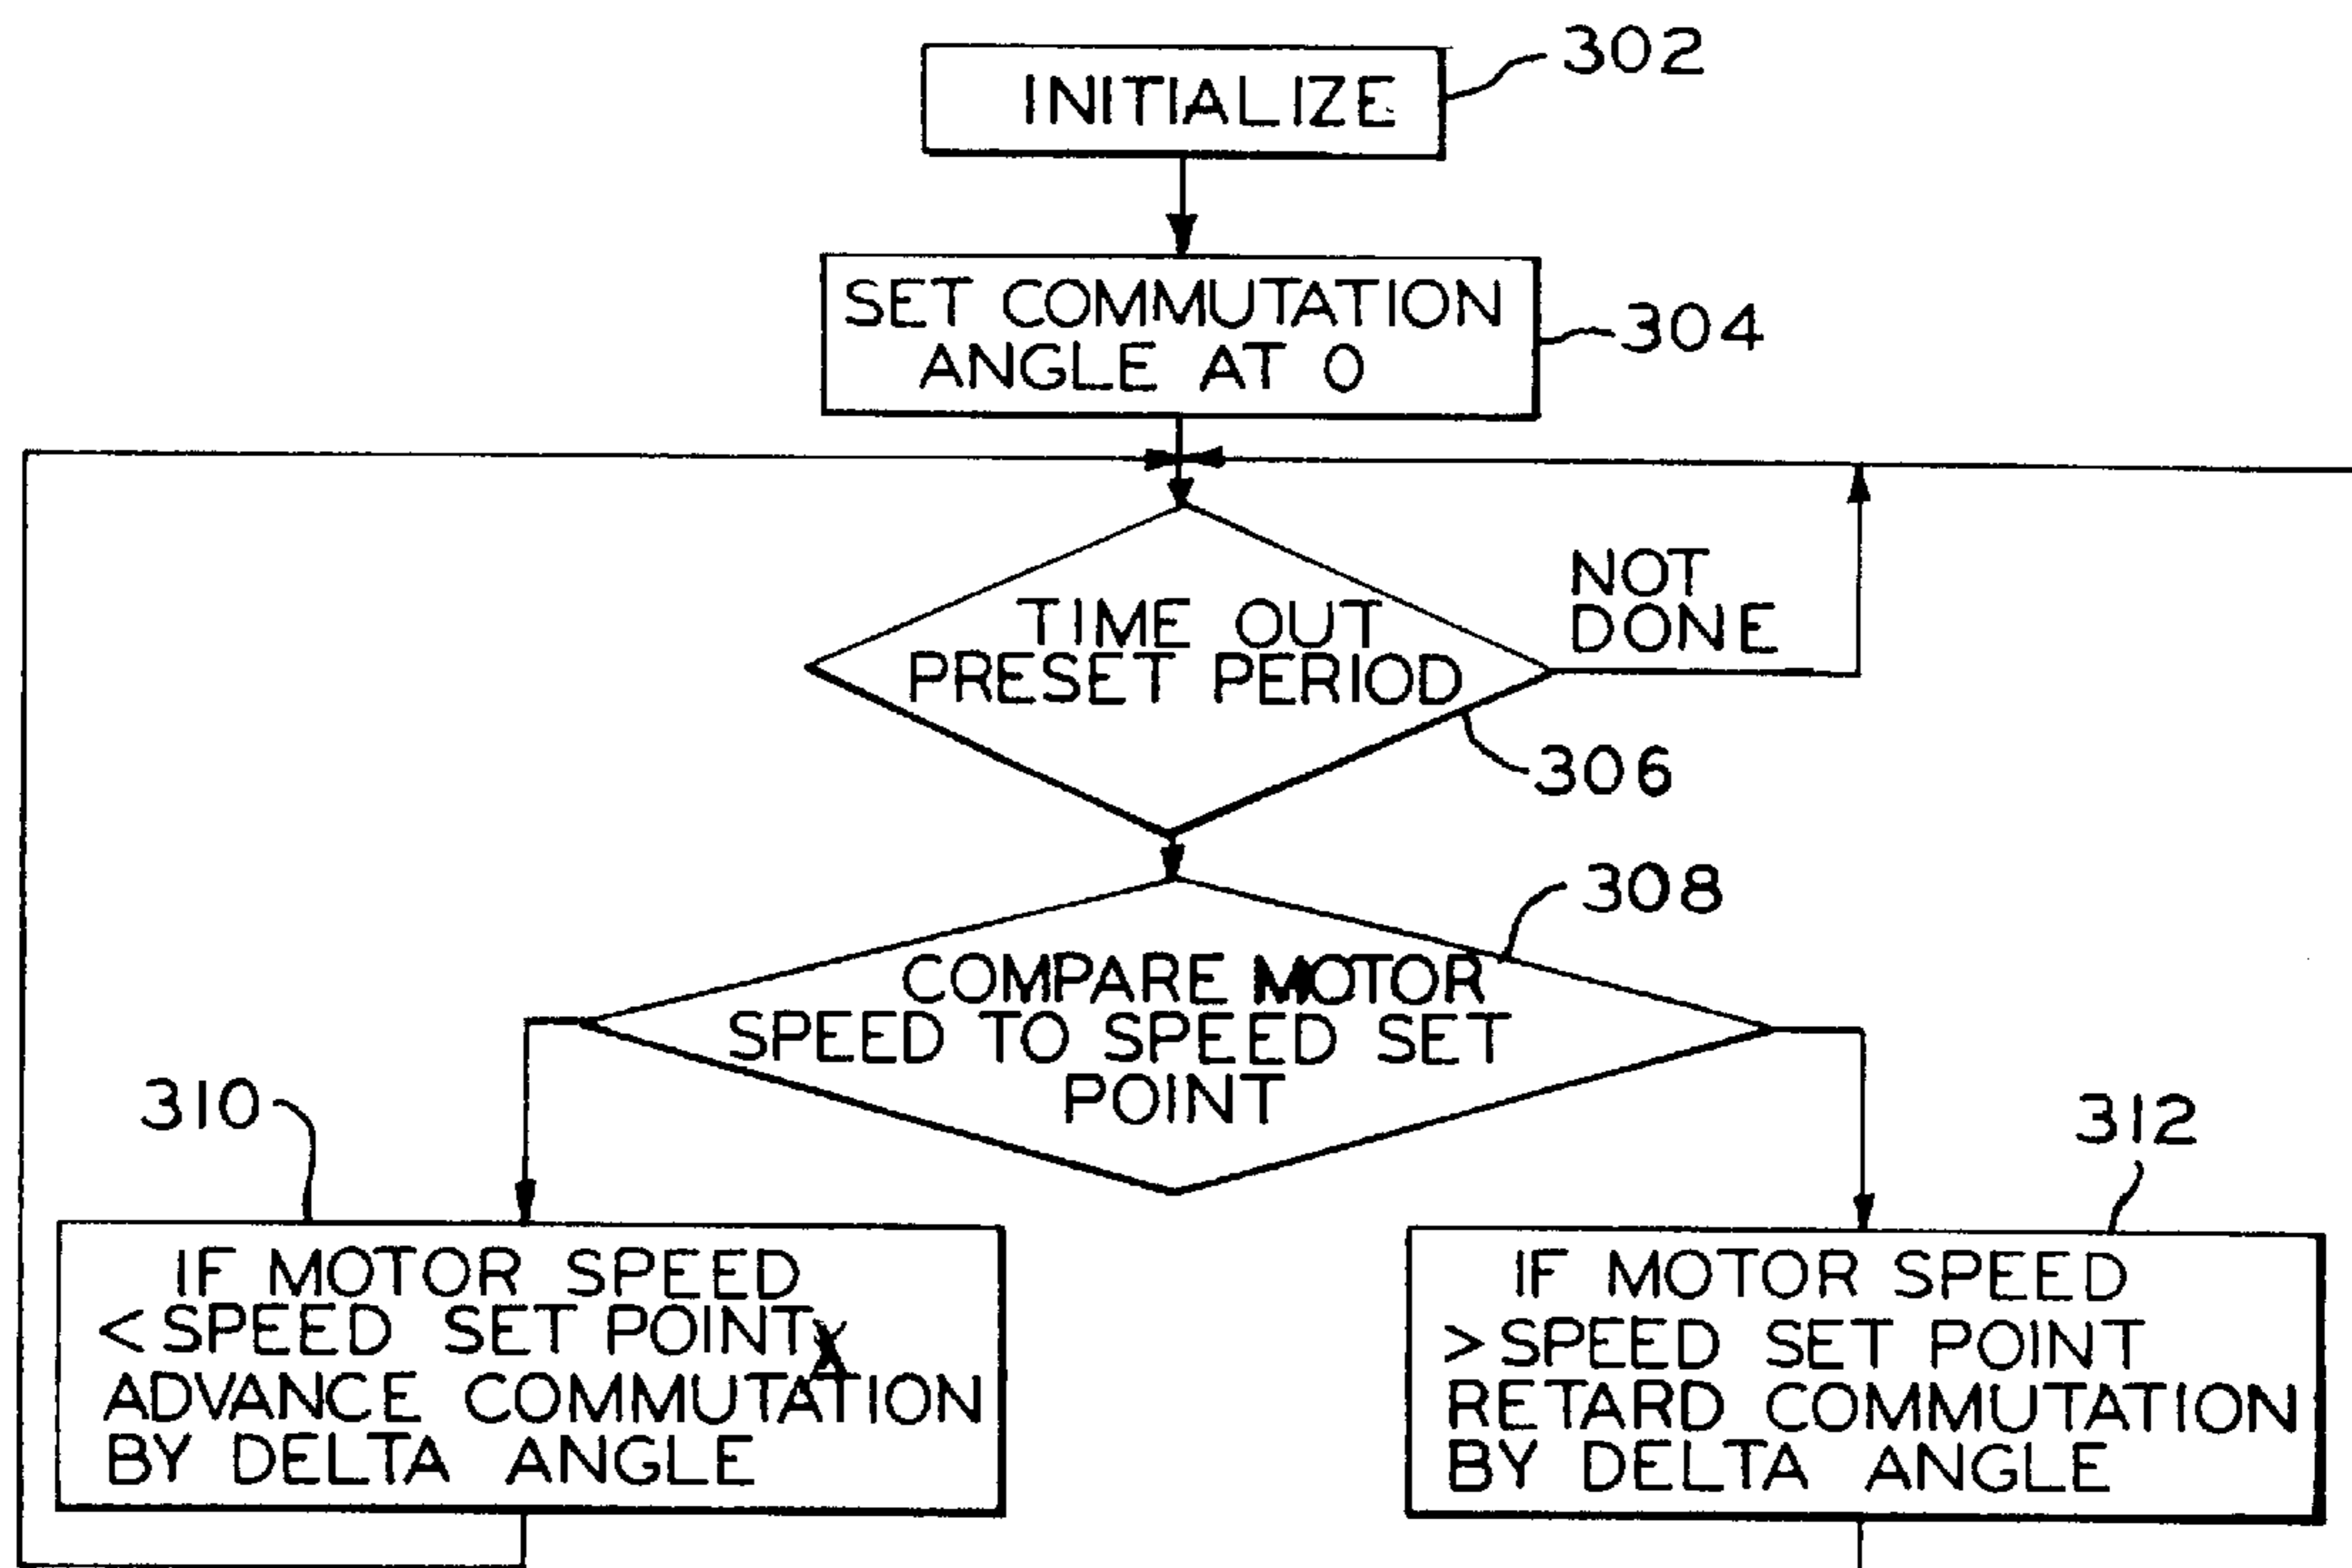 INITIALIZE
302
SET COMMUTATION
ANGLE AT 0
304
TIME OUT
PRESET PERIOD
NOT
DONE
306
COMPARE MOTOR
SPEED TO SPEED SET
POINT
308
310
IF MOTOR SPEED
< SPEED SET POINT
ADVANCE COMMUTATION
BY DELTA ANGLE
312
IF MOTOR SPEED
> SPEED SET POINT
RETARD COMMUTATION
BY DELTA ANGLE